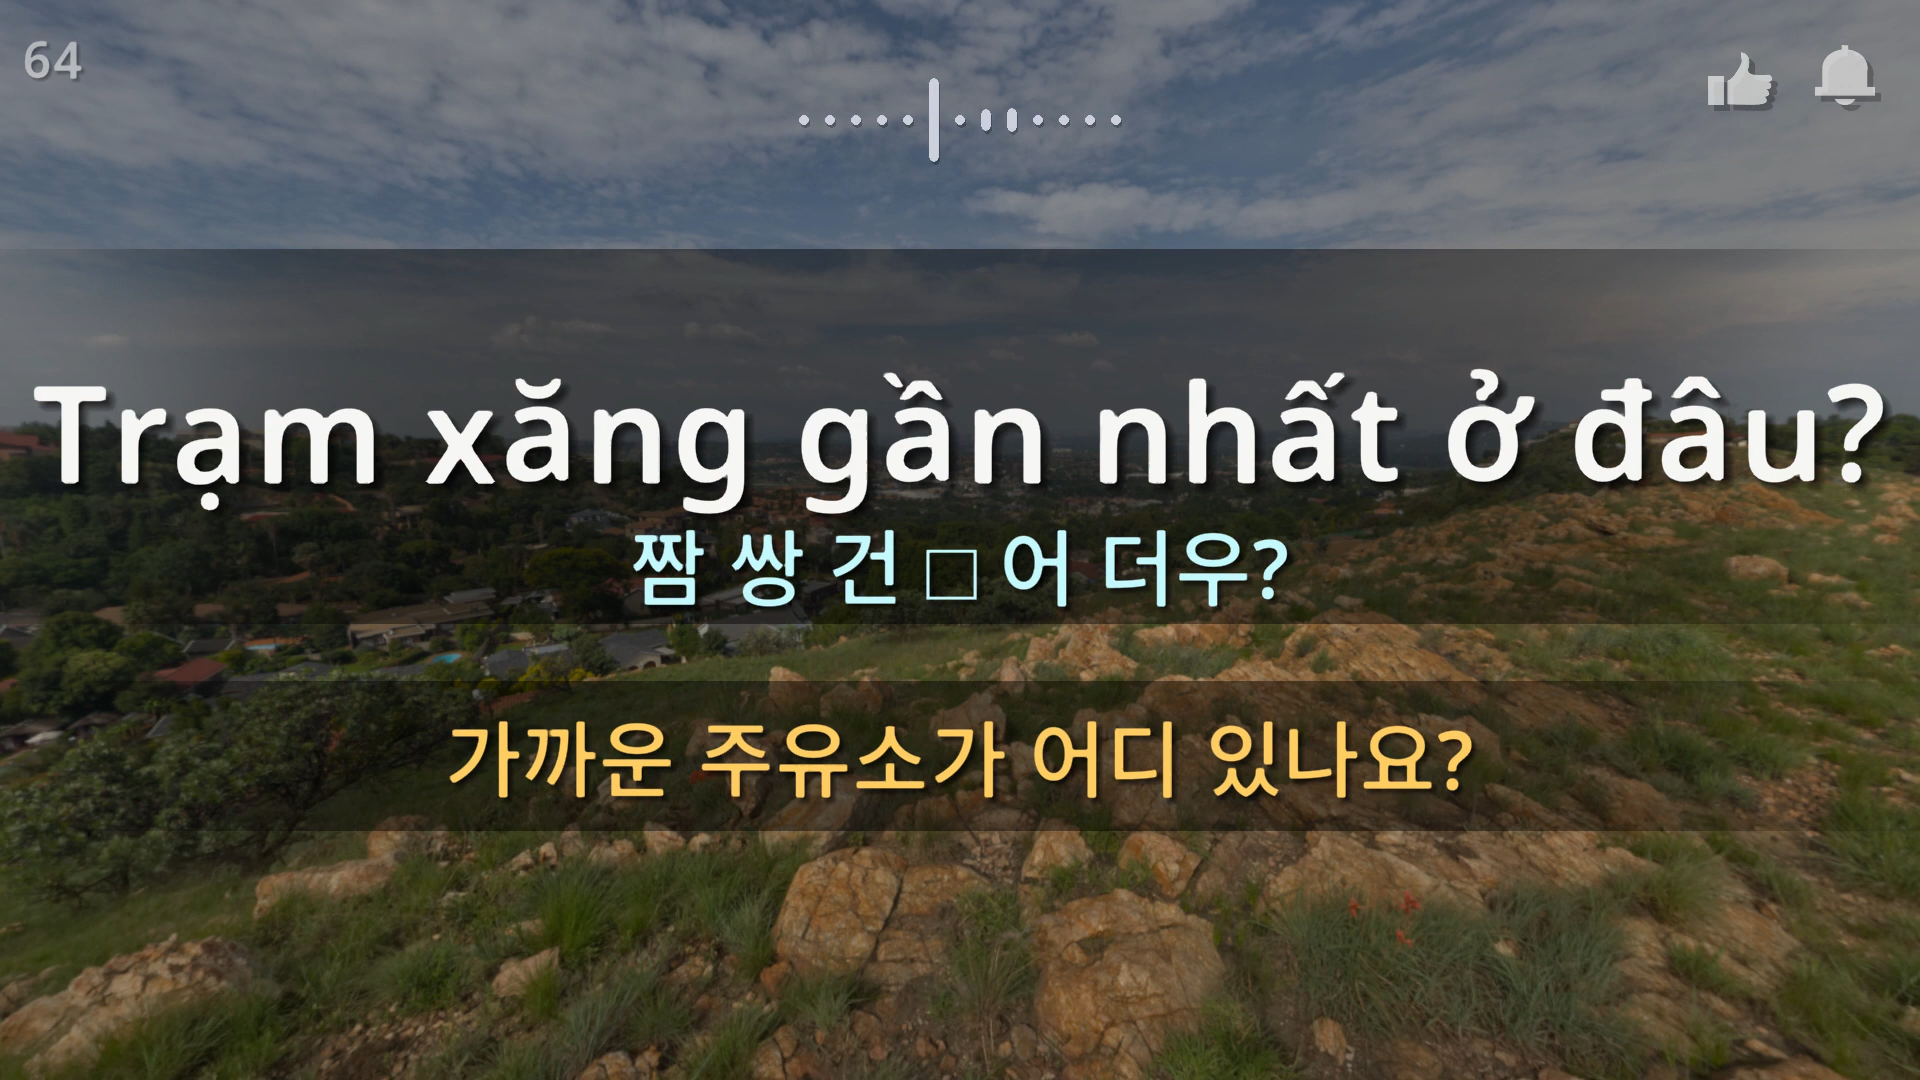 64
Trạm xăng gần nhất ở đâu?
짬 쌍 건 □ 어 더우?
가까운 주유소가 어디 있나요?